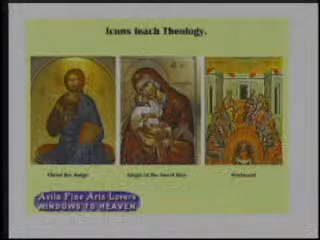 Icons teach Theology.
Christ the Judge
Virgin of the Sweet Kiss
Pentecost
Avila Fine Arts Lovers
WINDOWS TO HEAVEN